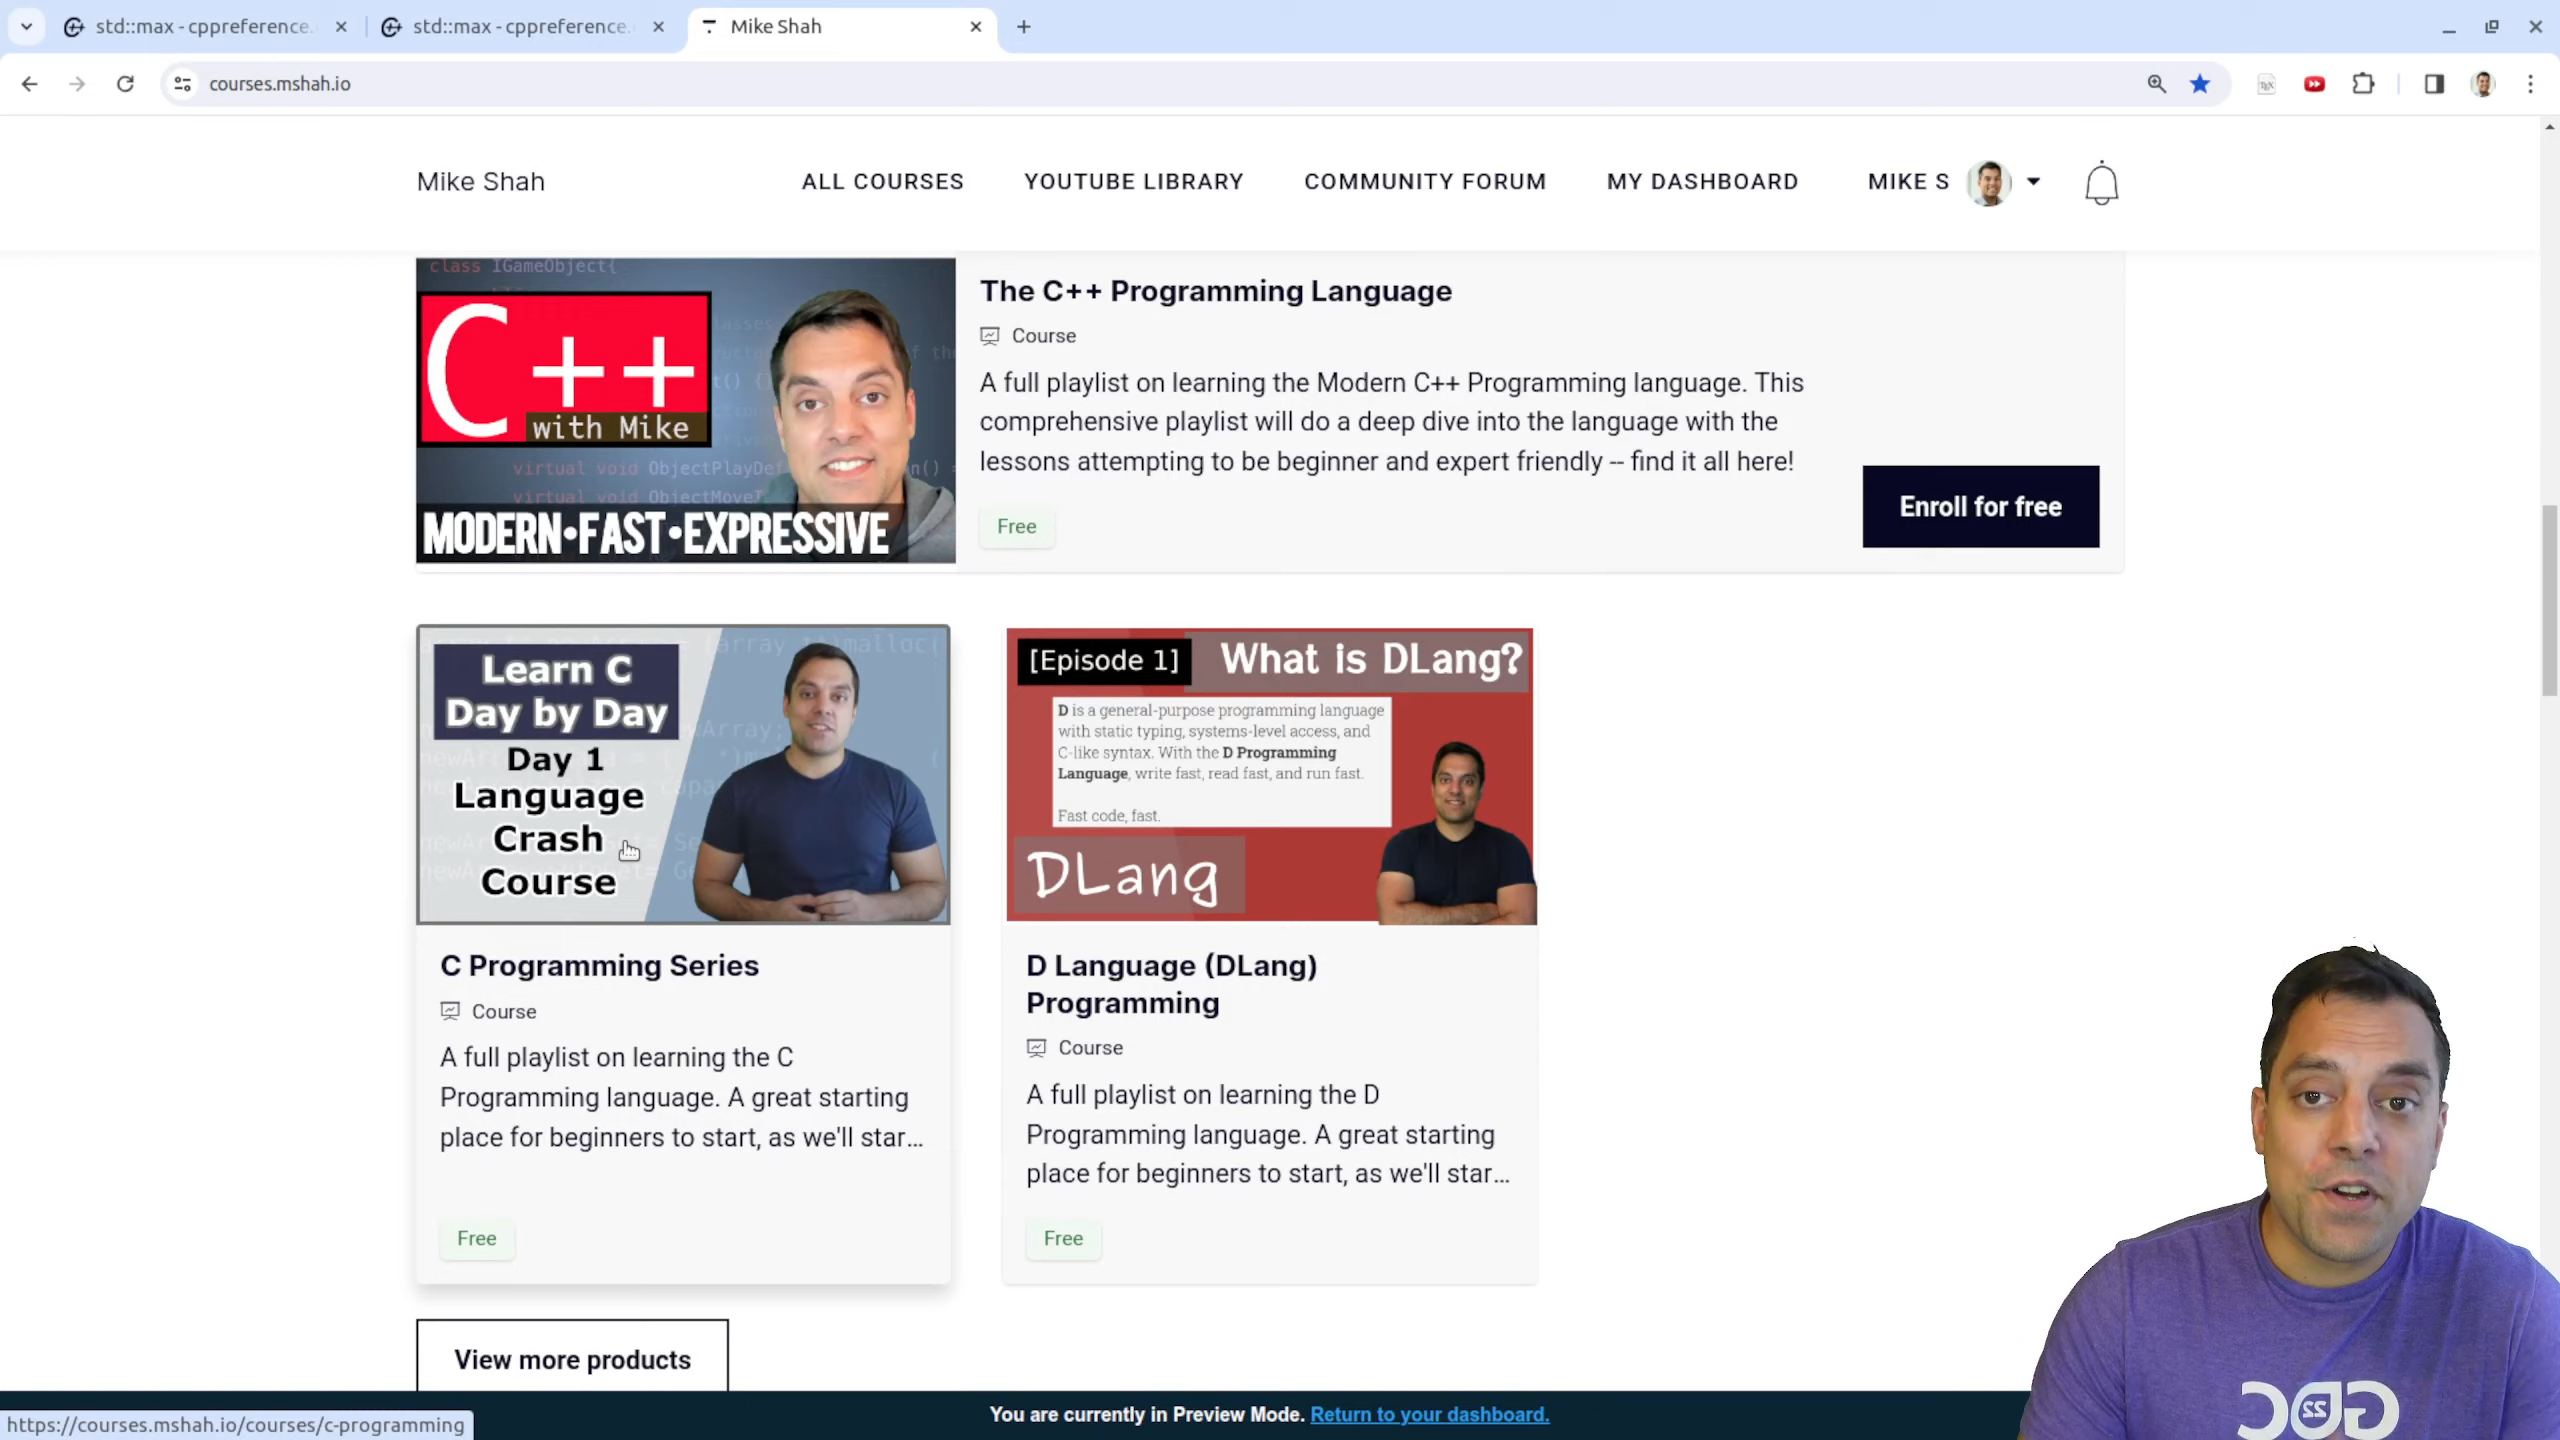 std::max - cppreference.
std::max - cppreference.
Mike Shah
courses.mshah.io
Mike Shah
ALL COURSES
YOUTUBE LIBRARY
COMMUNITY FORUM
MY DASHBOARD
MIKE S
class IGameObject{
C++
with Mike
virtual void ObjectPlayDef
virtual void ObjectMoveI
MODERN•FAST•EXPRESSIVE
The C++ Programming Language
Course
A full playlist on learning the Modern C++ Programming language. This
comprehensive playlist will do a deep dive into the language with the
lessons attempting to be beginner and expert friendly -- find it all here!
Free
Enroll for free
Learn C
Day by Day
Day 1
Language
Crash
Course
[Episode 1]
What is DLang?
D is a general-purpose programming language
with static typing, systems-level access, and
C-like syntax. With the D Programming
Language, write fast, read fast, and run fast.
Fast code, fast.
DLang
C Programming Series
Course
A full playlist on learning the C
Programming language. A great starting
place for beginners to start, as we'll star...
Free
D Language (DLang)
Programming
Course
A full playlist on learning the D
Programming language. A great starting
place for beginners to start, as we'll star...
Free
View more products
You are currently in Preview Mode. Return to your dashboard.
https://courses.mshah.io/courses/c-programming